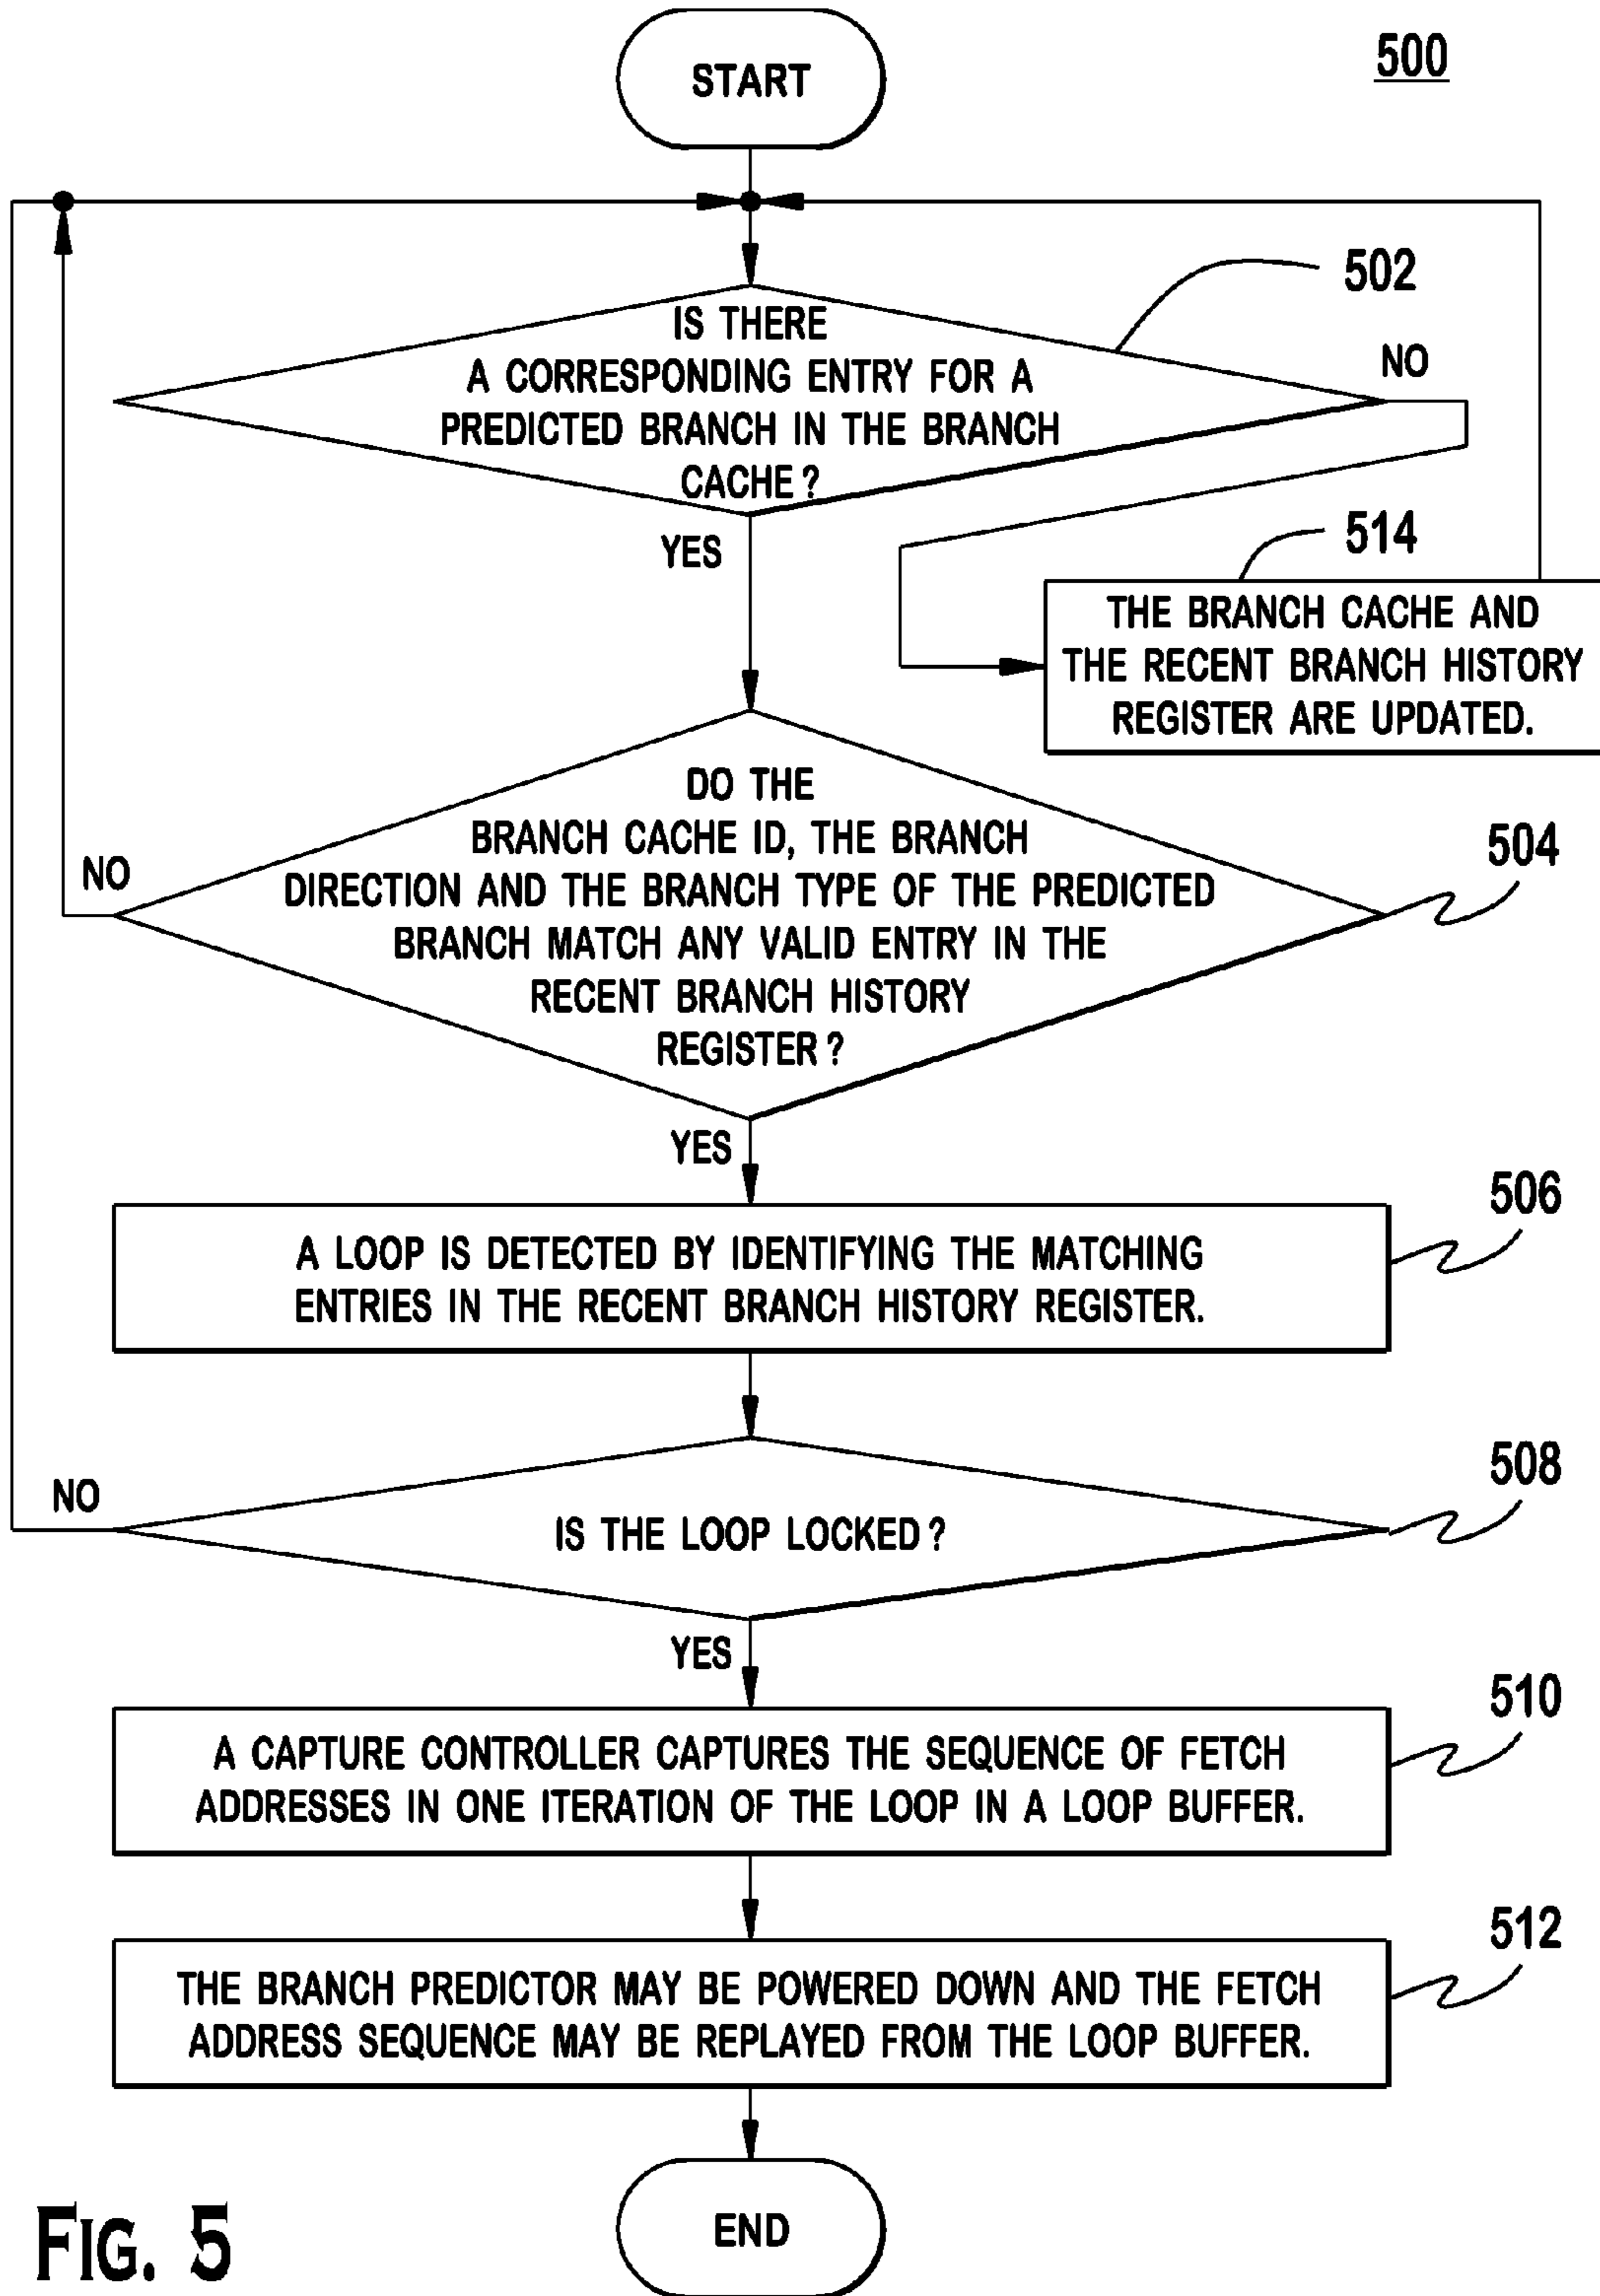 START
500
502
IS THERE
A CORRESPONDING ENTRY FOR A
PREDICTED BRANCH IN THE BRANCH
CACHE?
NO
YES
514
THE BRANCH CACHE AND
THE RECENT BRANCH HISTORY
REGISTER ARE UPDATED.
DO THE
BRANCH CACHE ID, THE BRANCH
DIRECTION AND THE BRANCH TYPE OF THE PREDICTED
BRANCH MATCH ANY VALID ENTRY IN THE
RECENT BRANCH HISTORY
REGISTER?
504
NO
YES
506
A LOOP IS DETECTED BY IDENTIFYING THE MATCHING
ENTRIES IN THE RECENT BRANCH HISTORY REGISTER.
508
NO
IS THE LOOP LOCKED?
YES
510
A CAPTURE CONTROLLER CAPTURES THE SEQUENCE OF FETCH
ADDRESSES IN ONE ITERATION OF THE LOOP IN A LOOP BUFFER.
512
THE BRANCH PREDICTOR MAY BE POWERED DOWN AND THE FETCH
ADDRESS SEQUENCE MAY BE REPLAYED FROM THE LOOP BUFFER.
END
FIG. 5